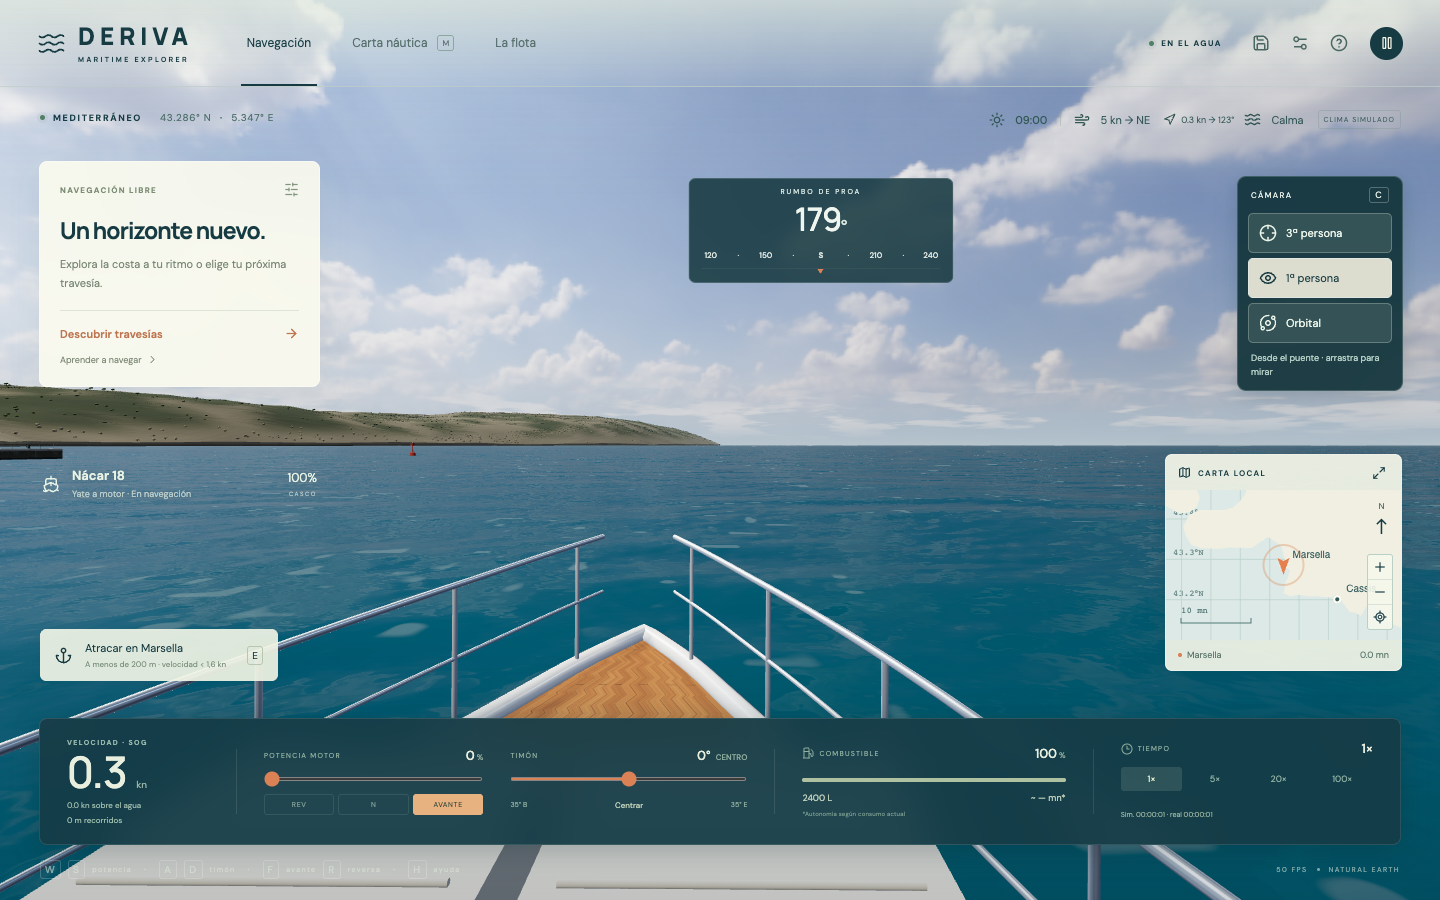 DERIVA
MARITIME EXPLORER
Navegación
Carta náutica M
La flota
EN EL AGUA
MEDITERRÁNEO 43.286° N · 5.347° E
09:00
5 kn → NE
0.3 kn → 123°
Calma
CLIMA SIMULADO
NAVEGACIÓN LIBRE
Un horizonte nuevo.
Explora la costa a tu ritmo o elige tu próxima
travesía.
Descubrir travesías
Aprender a navegar
RUMBO DE PROA
179°
120 · 150 · S · 210 · 240
CÁMARA C
3ª persona
1ª persona
Orbital
Desde el puente · arrastra para
mirar
Nácar 18
Yate a motor · En navegación
100%
CASCO
CARTA LOCAL
N
43.3°N
Marsella
43.2°N
Cass
10 mn
Marsella 0.0 mn
Atracar en Marsella
A menos de 200 m · velocidad < 1,6 kn
E
VELOCIDAD · SOG
0.3 kn
0.0 kn sobre el agua
0 m recorridos
POTENCIA MOTOR 0 %
REV N AVANTE
TIMÓN 0° CENTRO
35° B Centrar 35° E
COMBUSTIBLE 100 %
2400 L ~ — mn*
*Autonomía según consumo actual
TIEMPO 1×
1× 5× 20× 100×
Sim. 00:00:01 · real 00:00:01
W S potencia · A D timón · F avante R reversa · H ayuda
50 FPS • NATURAL EARTH